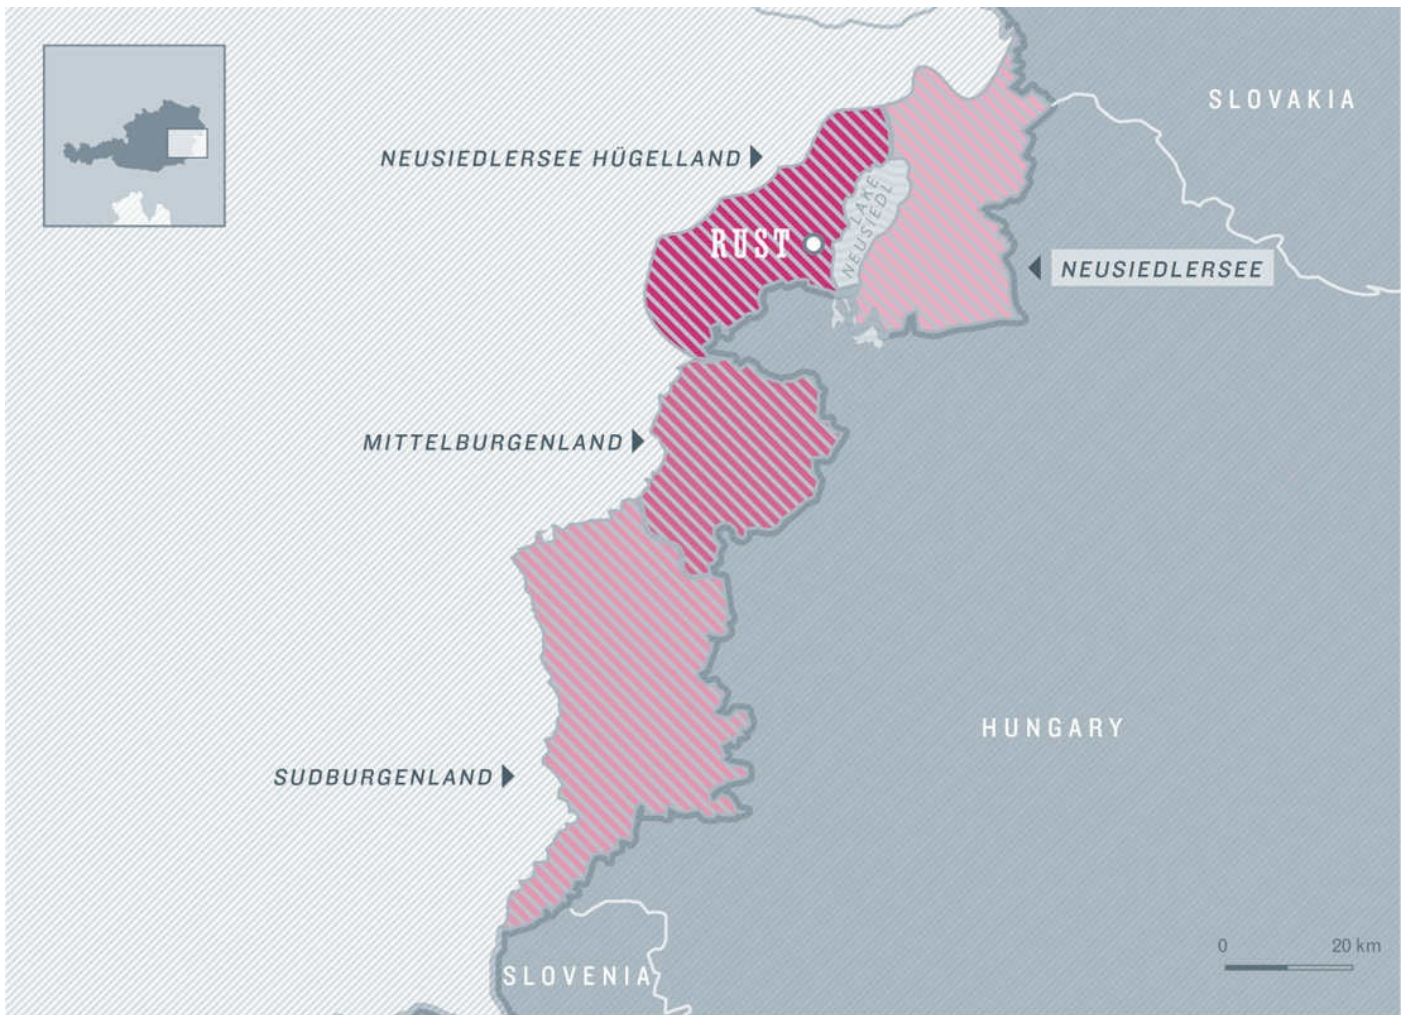 SLOVAKIA
NEUSIEDLERSEE HÜGELLAND
LAKE
NEUSIEDL
RUST
NEUSIEDLERSEE
MITTELBURGENLAND
HUNGARY
SUDBURGENLAND
0 20 km
SLOVENIA